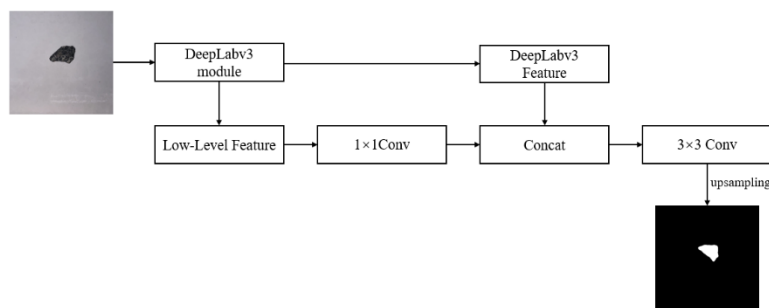 DeepLabv3
module
DeepLabv3
Feature
Low-Level Feature
1×1Conv
Concat
3×3 Conv
upsampling